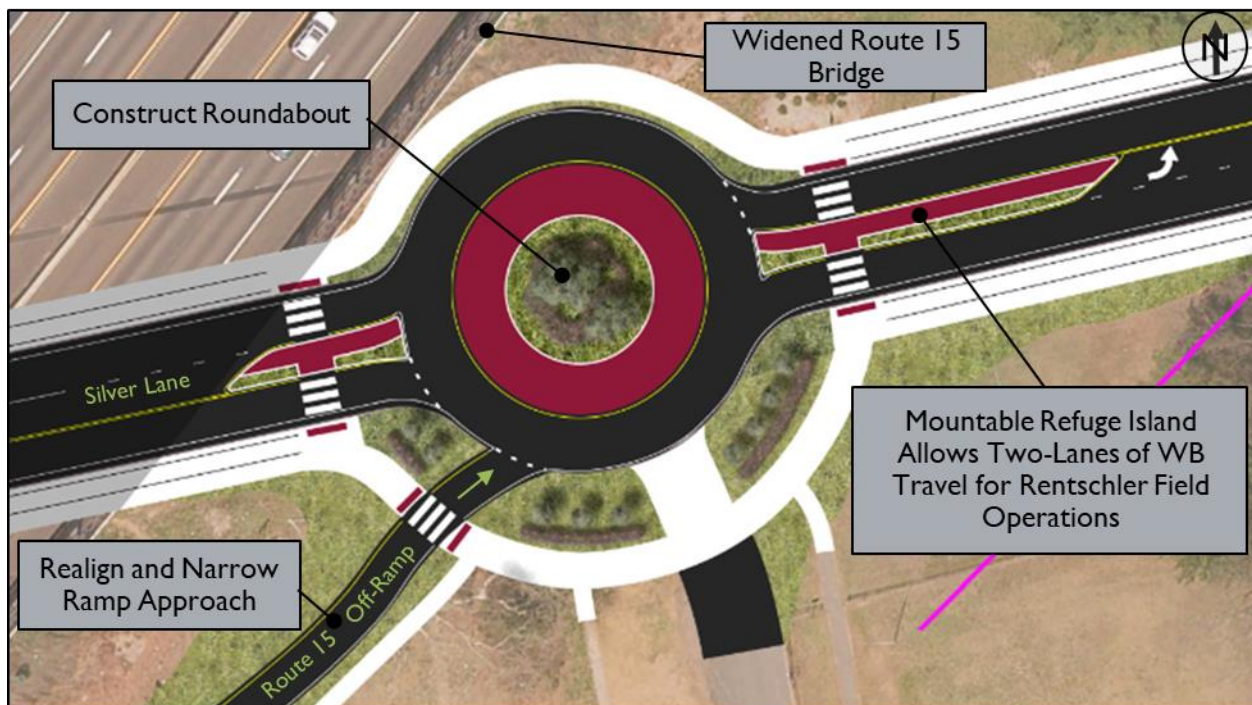 Widened Route 15
Bridge
N
Construct Roundabout
Silver Lane
Mountable Refuge Island
Allows Two-Lanes of WB
Travel for Rentschler Field
Operations
Realign and Narrow
Ramp Approach
Route 15 Off-Ramp